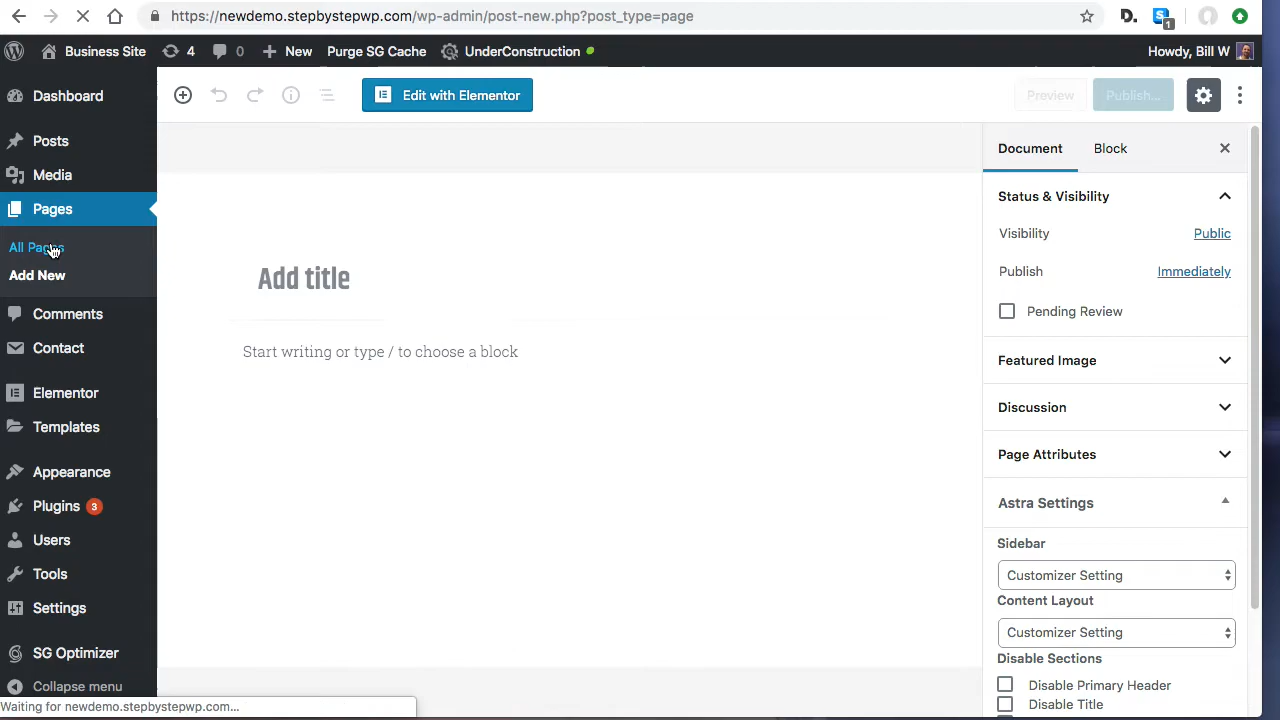 https://newdemo.stepbystepwp.com/wp-admin/post-new.php?post_type=page
D.
S
1
Business Site
4
0
New
Purge SG Cache
UnderConstruction
Howdy, Bill W
Dashboard
Posts
Media
Pages
All Pages
Add New
Comments
Contact
Elementor
Templates
Appearance
Plugins 3
Users
Tools
Settings
SG Optimizer
Collapse menu
Edit with Elementor
Preview
Publish...
Add title
Start writing or type / to choose a block
Document
Block
Status & Visibility
Visibility
Public
Publish
Immediately
Pending Review
Featured Image
Discussion
Page Attributes
Astra Settings
Sidebar
Customizer Setting
Content Layout
Customizer Setting
Disable Sections
Disable Primary Header
Disable Title
Waiting for newdemo.stepbystepwp.com...